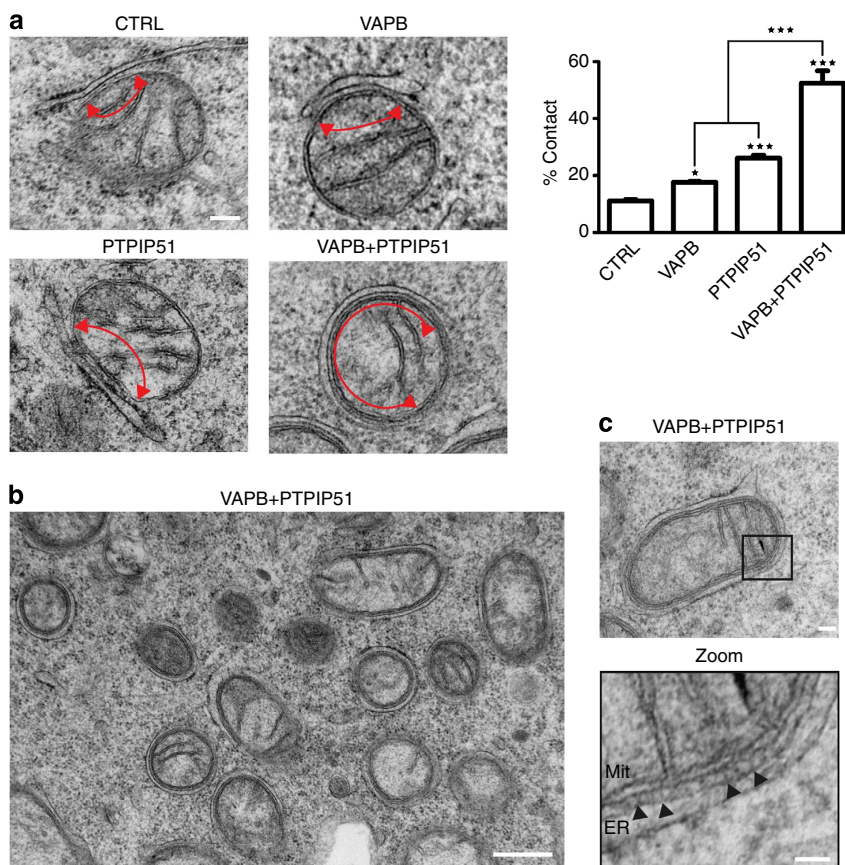 a
CTRL
VAPB
PTPIP51
VAPB+PTPIP51
% Contact
60
40
20
0
★
★★★
★★★
★★★
CTRL
VAPB
PTPIP51
VAPB+PTPIP51
b
VAPB+PTPIP51
c
VAPB+PTPIP51
Zoom
Mit
ER